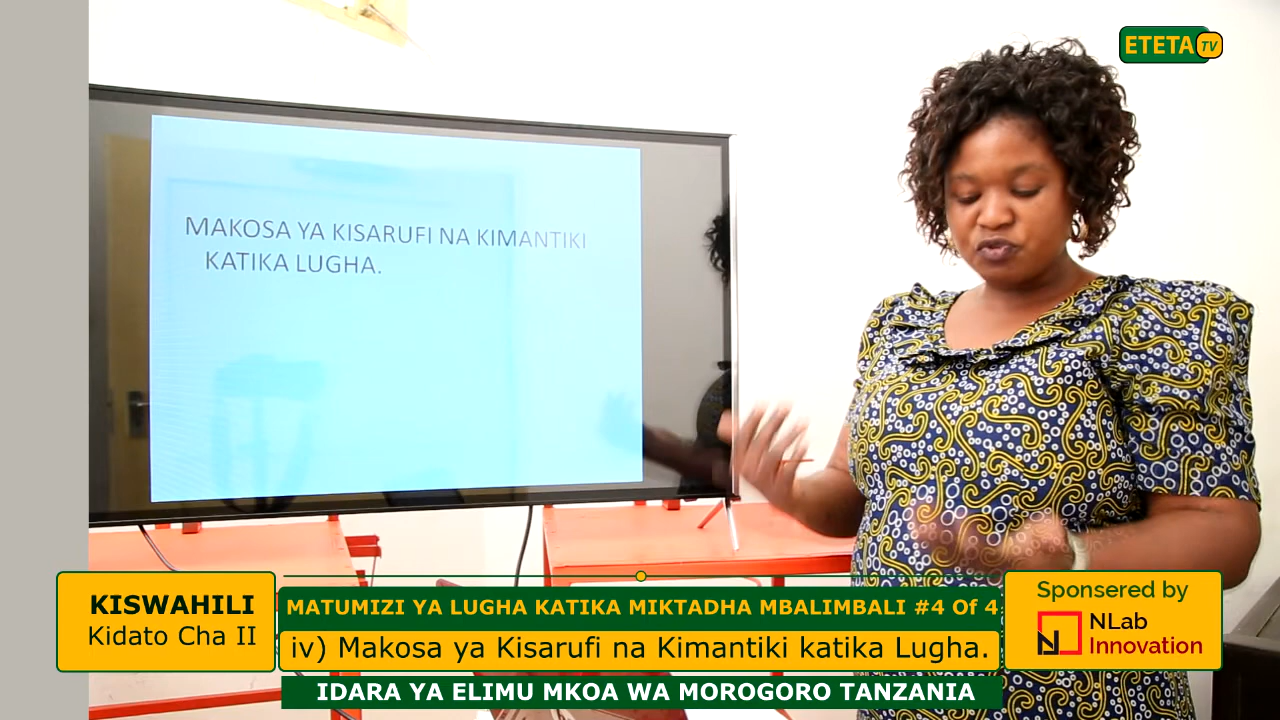 ETETA TV
MAKOSA YA KISARUFI NA KIMANTIKI
KATIKA LUGHA.
KISWAHILI
Kidato Cha II
MATUMIZI YA LUGHA KATIKA MIKTADHA MBALIMBALI #4 Of 4
iv) Makosa ya Kisarufi na Kimantiki katika Lugha.
IDARA YA ELIMU MKOA WA MOROGORO TANZANIA
Sponsered by
N
NLab
Innovation